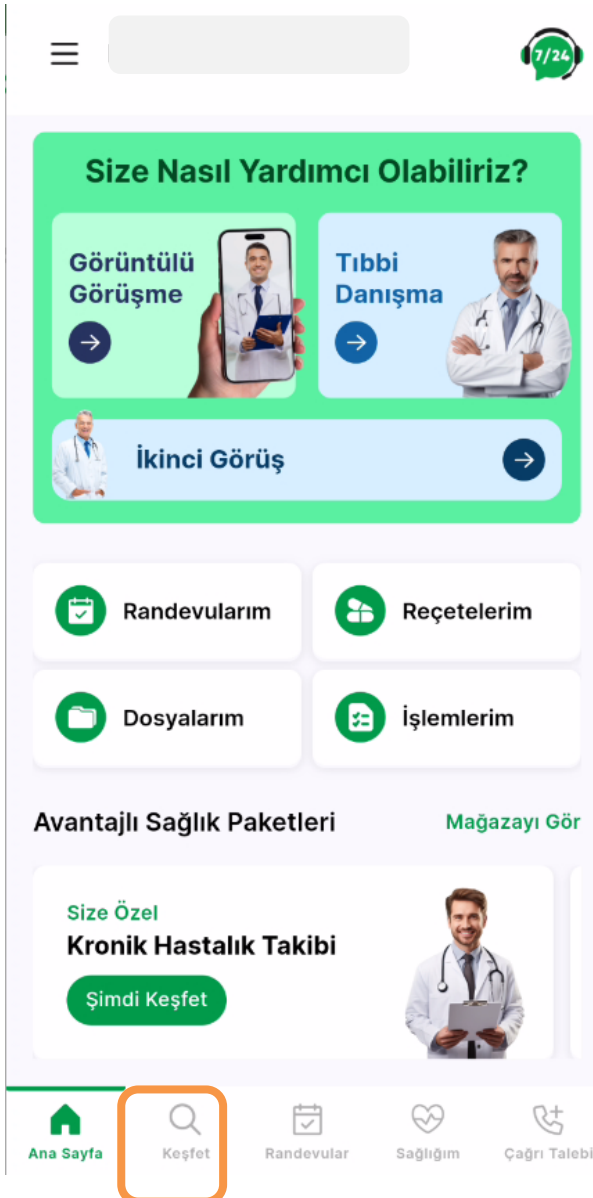 7/24
Size Nasıl Yardımcı Olabiliriz?
Görüntülü
Görüşme
Tıbbi
Danışma
İkinci Görüş
Randevularım
Reçetelerim
Dosyalarım
İşlemlerim
Avantajlı Sağlık Paketleri
Mağazayı Gör
Size Özel
Kronik Hastalık Takibi
Şimdi Keşfet
Ana Sayfa
Keşfet
Randevular
Sağlığım
Çağrı Talebi